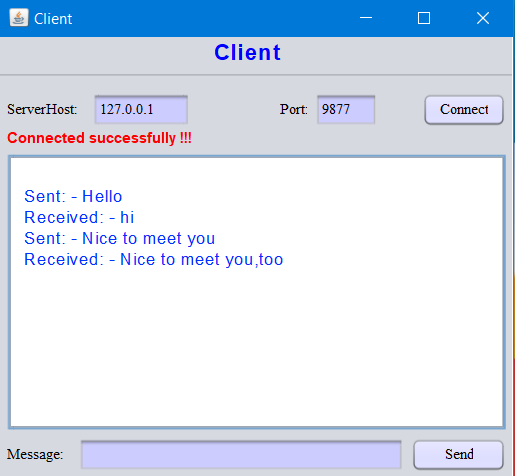 Client
Client
ServerHost: 127.0.0.1 Port: 9877 Connect
Connected successfully !!!
Sent: - Hello
Received: - hi
Sent: - Nice to meet you
Received: - Nice to meet you,too
Message: Send